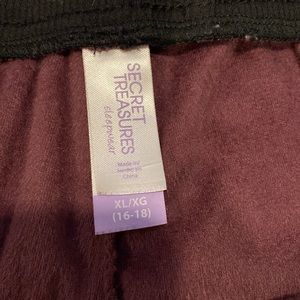 SECRET
TREASURES
sleepwear
Made in/
China
XL/XG
(16-18)